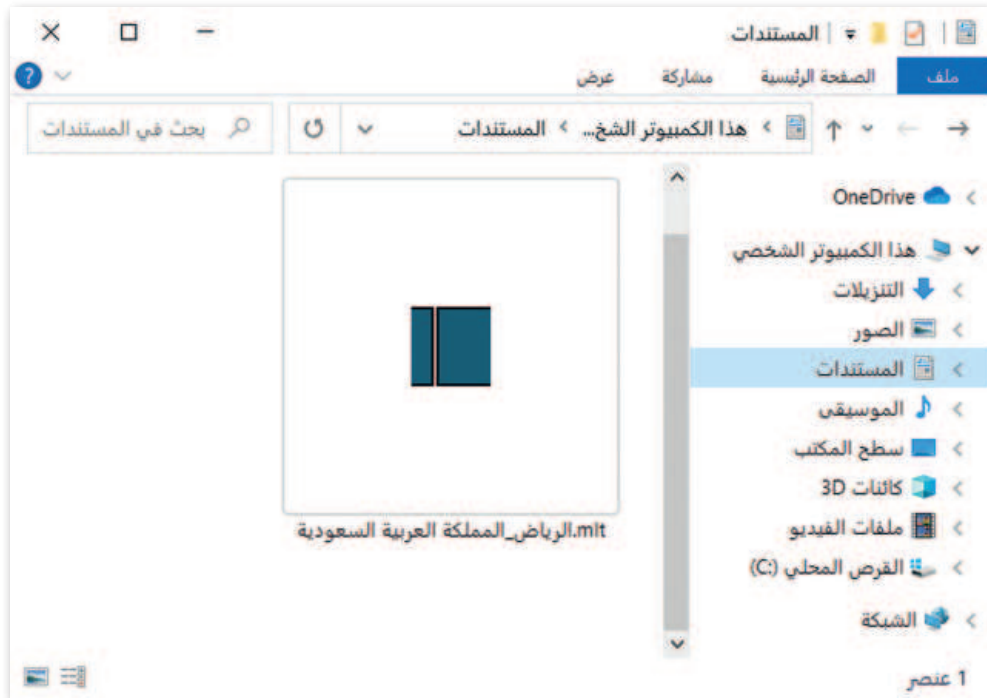 المستندات
ملف الصفحة الرئيسية مشاركة عرض
هذا الكمبيوتر الشخ... › المستندات
بحث في المستندات
OneDrive
هذا الكمبيوتر الشخصي
التنزيلات
الصور
المستندات
الموسيقى
سطح المكتب
كائنات 3D
ملفات الفيديو
القرص المحلي (C:)
الشبكة
الرياض_المملكة العربية السعودية.mlt
1 عنصر